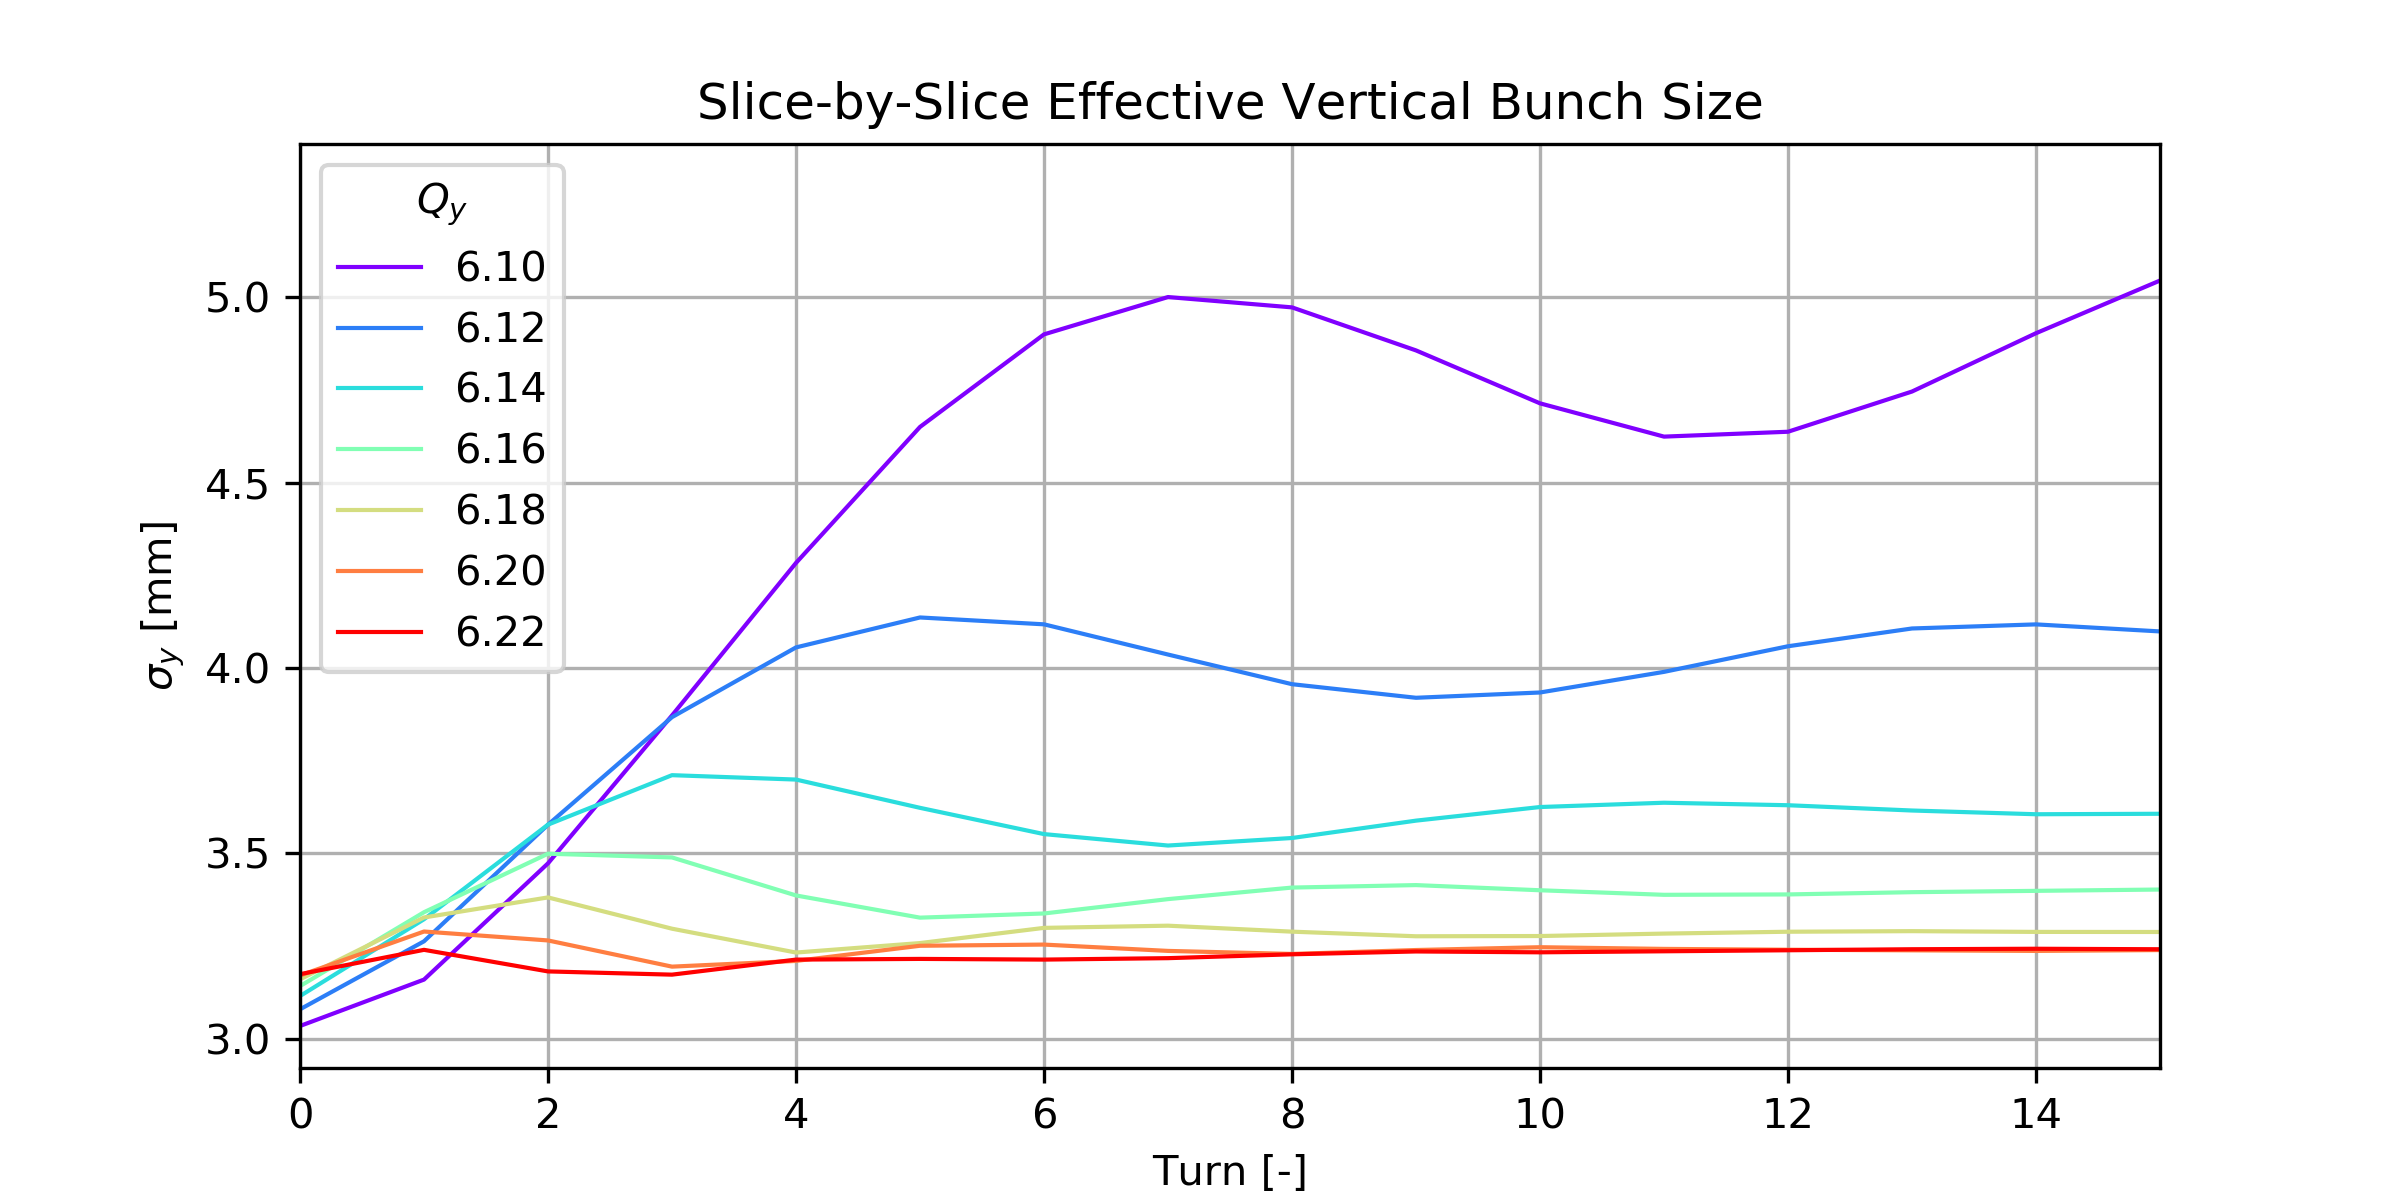 Slice-by-Slice Effective Vertical Bunch Size
Q_y
6.10
6.12
6.14
6.16
6.18
6.20
6.22
σ_y [mm]
5.0
4.5
4.0
3.5
3.0
0 2 4 6 8 10 12 14
Turn [-]